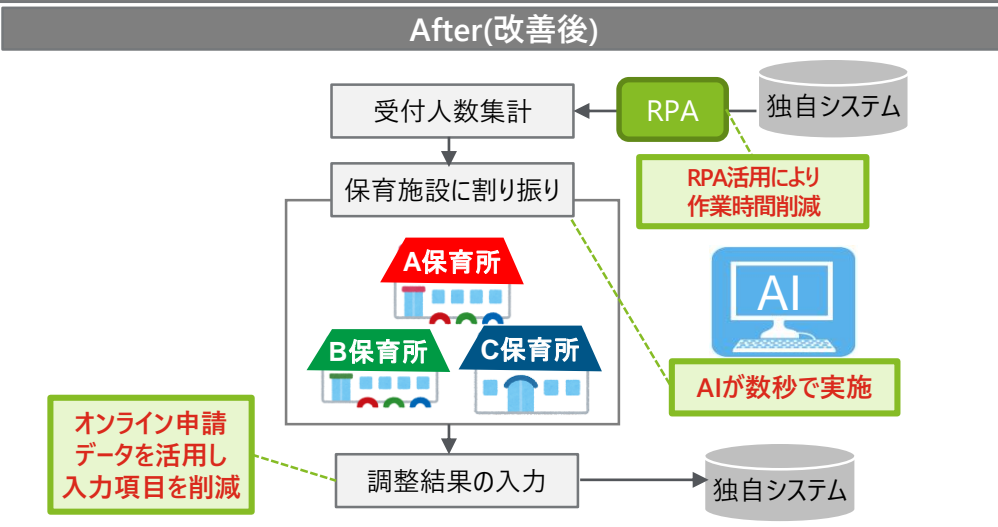 After(改善後)
受付人数集計
RPA
独自システム
RPA活用により
作業時間削減
保育施設に割り振り
A保育所
B保育所
C保育所
AI
AIが数秒で実施
オンライン申請
データを活用し
入力項目を削減
調整結果の入力
独自システム